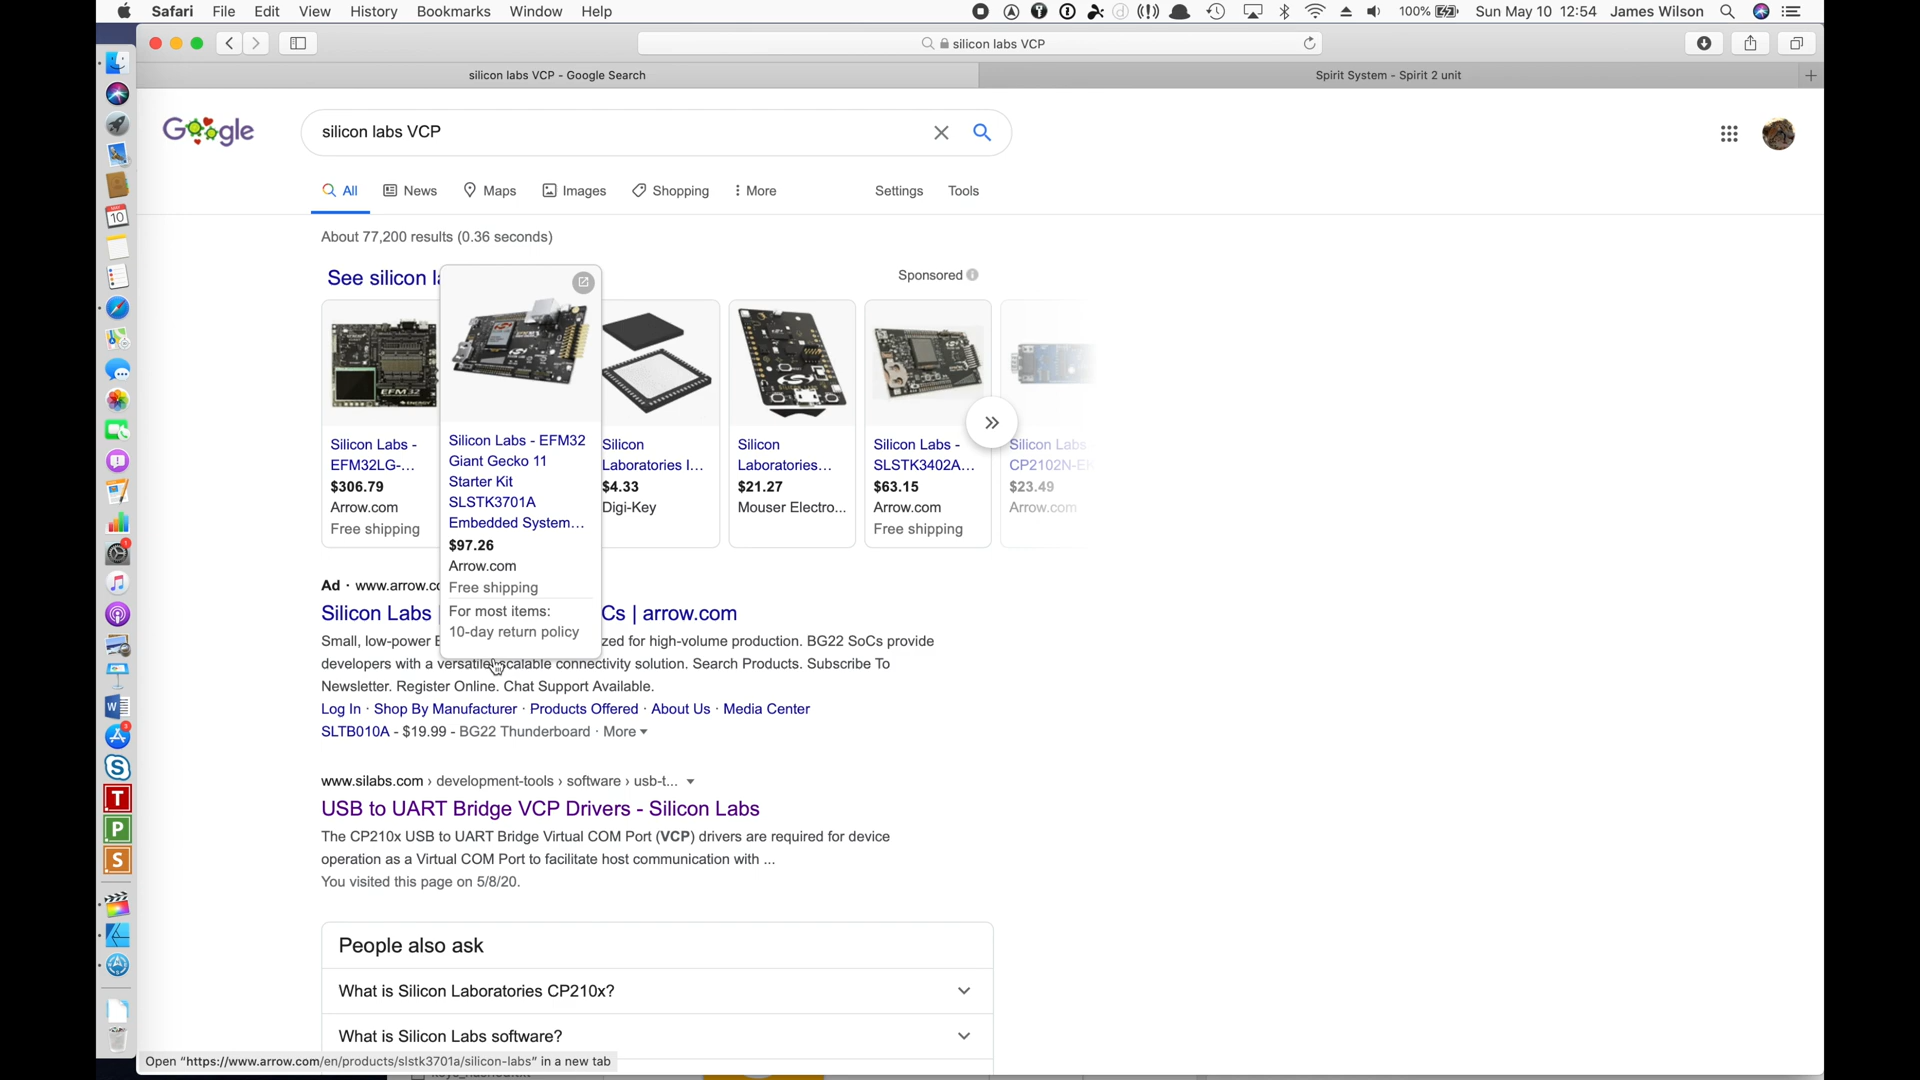 Safari File Edit View History Bookmarks Window Help
100% Sun May 10 12:54 James Wilson
silicon labs VCP
silicon labs VCP - Google Search
Spirit System - Spirit 2 unit
Google
silicon labs VCP
All News Maps Images Shopping More Settings Tools
About 77,200 results (0.36 seconds)
See silicon
Sponsored
Silicon Labs -
EFM32LG-...
$306.79
Arrow.com
Free shipping
Silicon Labs - EFM32
Giant Gecko 11
Starter Kit
SLSTK3701A
Embedded System...
$97.26
Arrow.com
Free shipping
For most items:
10-day return policy
Silicon
Laboratories I...
$4.33
Digi-Key
Silicon
Laboratories...
$21.27
Mouser Electro...
Silicon Labs -
SLSTK3402A...
$63.15
Arrow.com
Free shipping
Silicon Labs
CP2102N-EK
$23.49
Arrow.com
Ad · www.arrow.co
Silicon Labs | Cs | arrow.com
Small, low-power zed for high-volume production. BG22 SoCs provide
developers with a versatile, scalable connectivity solution. Search Products. Subscribe To
Newsletter. Register Online. Chat Support Available.
Log In · Shop By Manufacturer · Products Offered · About Us · Media Center
SLTB010A - $19.99 - BG22 Thunderboard · More
www.silabs.com › development-tools › software › usb-t...
USB to UART Bridge VCP Drivers - Silicon Labs
The CP210x USB to UART Bridge Virtual COM Port (VCP) drivers are required for device
operation as a Virtual COM Port to facilitate host communication with ...
You visited this page on 5/8/20.
People also ask
What is Silicon Laboratories CP210x?
What is Silicon Labs software?
Open “https://www.arrow.com/en/products/slstk3701a/silicon-labs” in a new tab